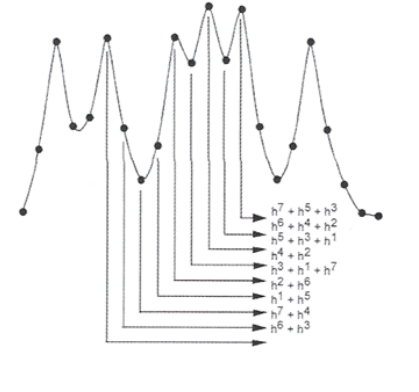 h⁷ + h⁵ + h³
h⁶ + h⁴ + h²
h⁵ + h³ + h¹
h⁴ + h²
h³ + h¹ + h⁷
h² + h⁶
h¹ + h⁵
h⁷ + h⁴
h⁶ + h³